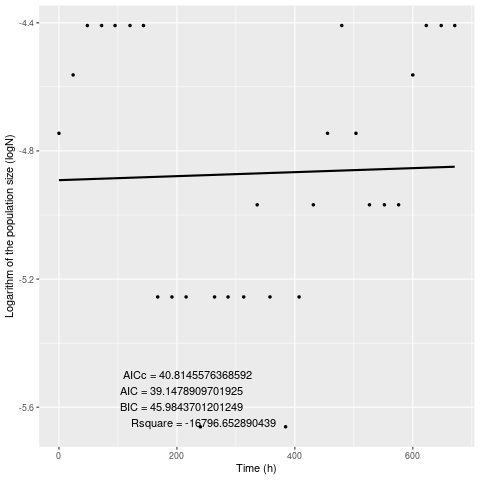 -4.4
-4.8
-5.2
-5.6
Logarithm of the population size (logN)
AICc = 40.8145576368592
AIC = 39.1478909701925
BIC = 45.9843701201249
Rsquare = -16796.652890439
0
200
400
600
Time (h)